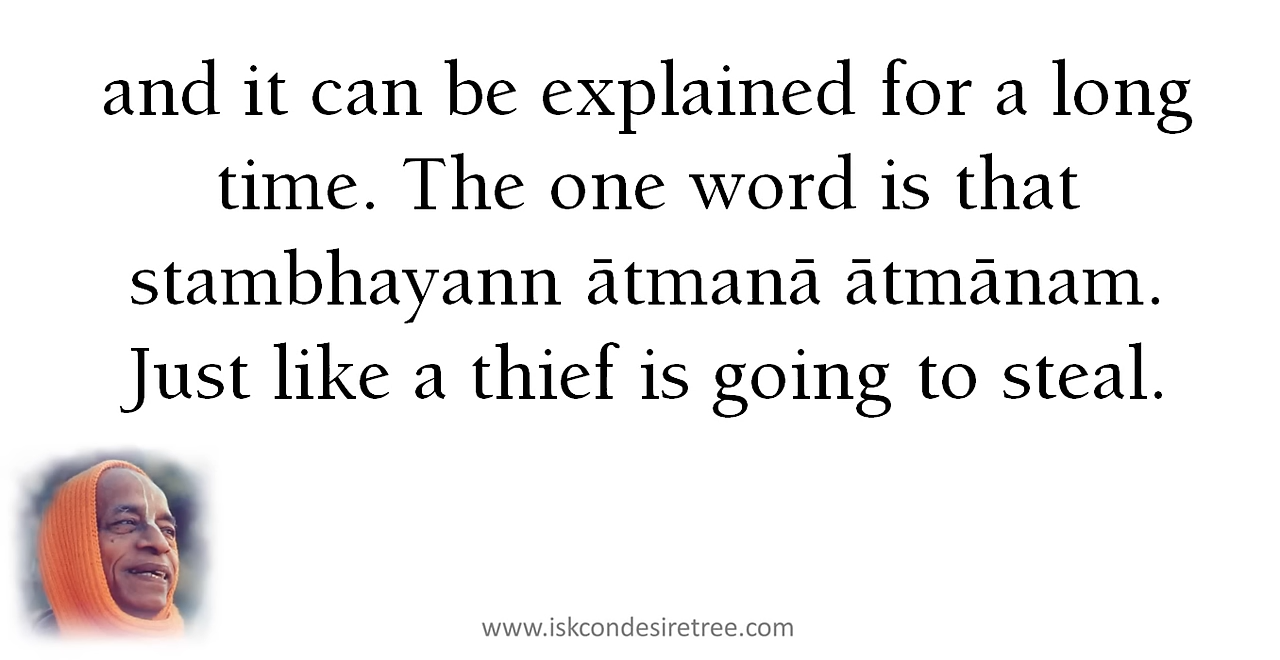 and it can be explained for a long
time. The one word is that
stambhayann ātmanā ātmānam.
Just like a thief is going to steal.
www.iskcondesiretree.com